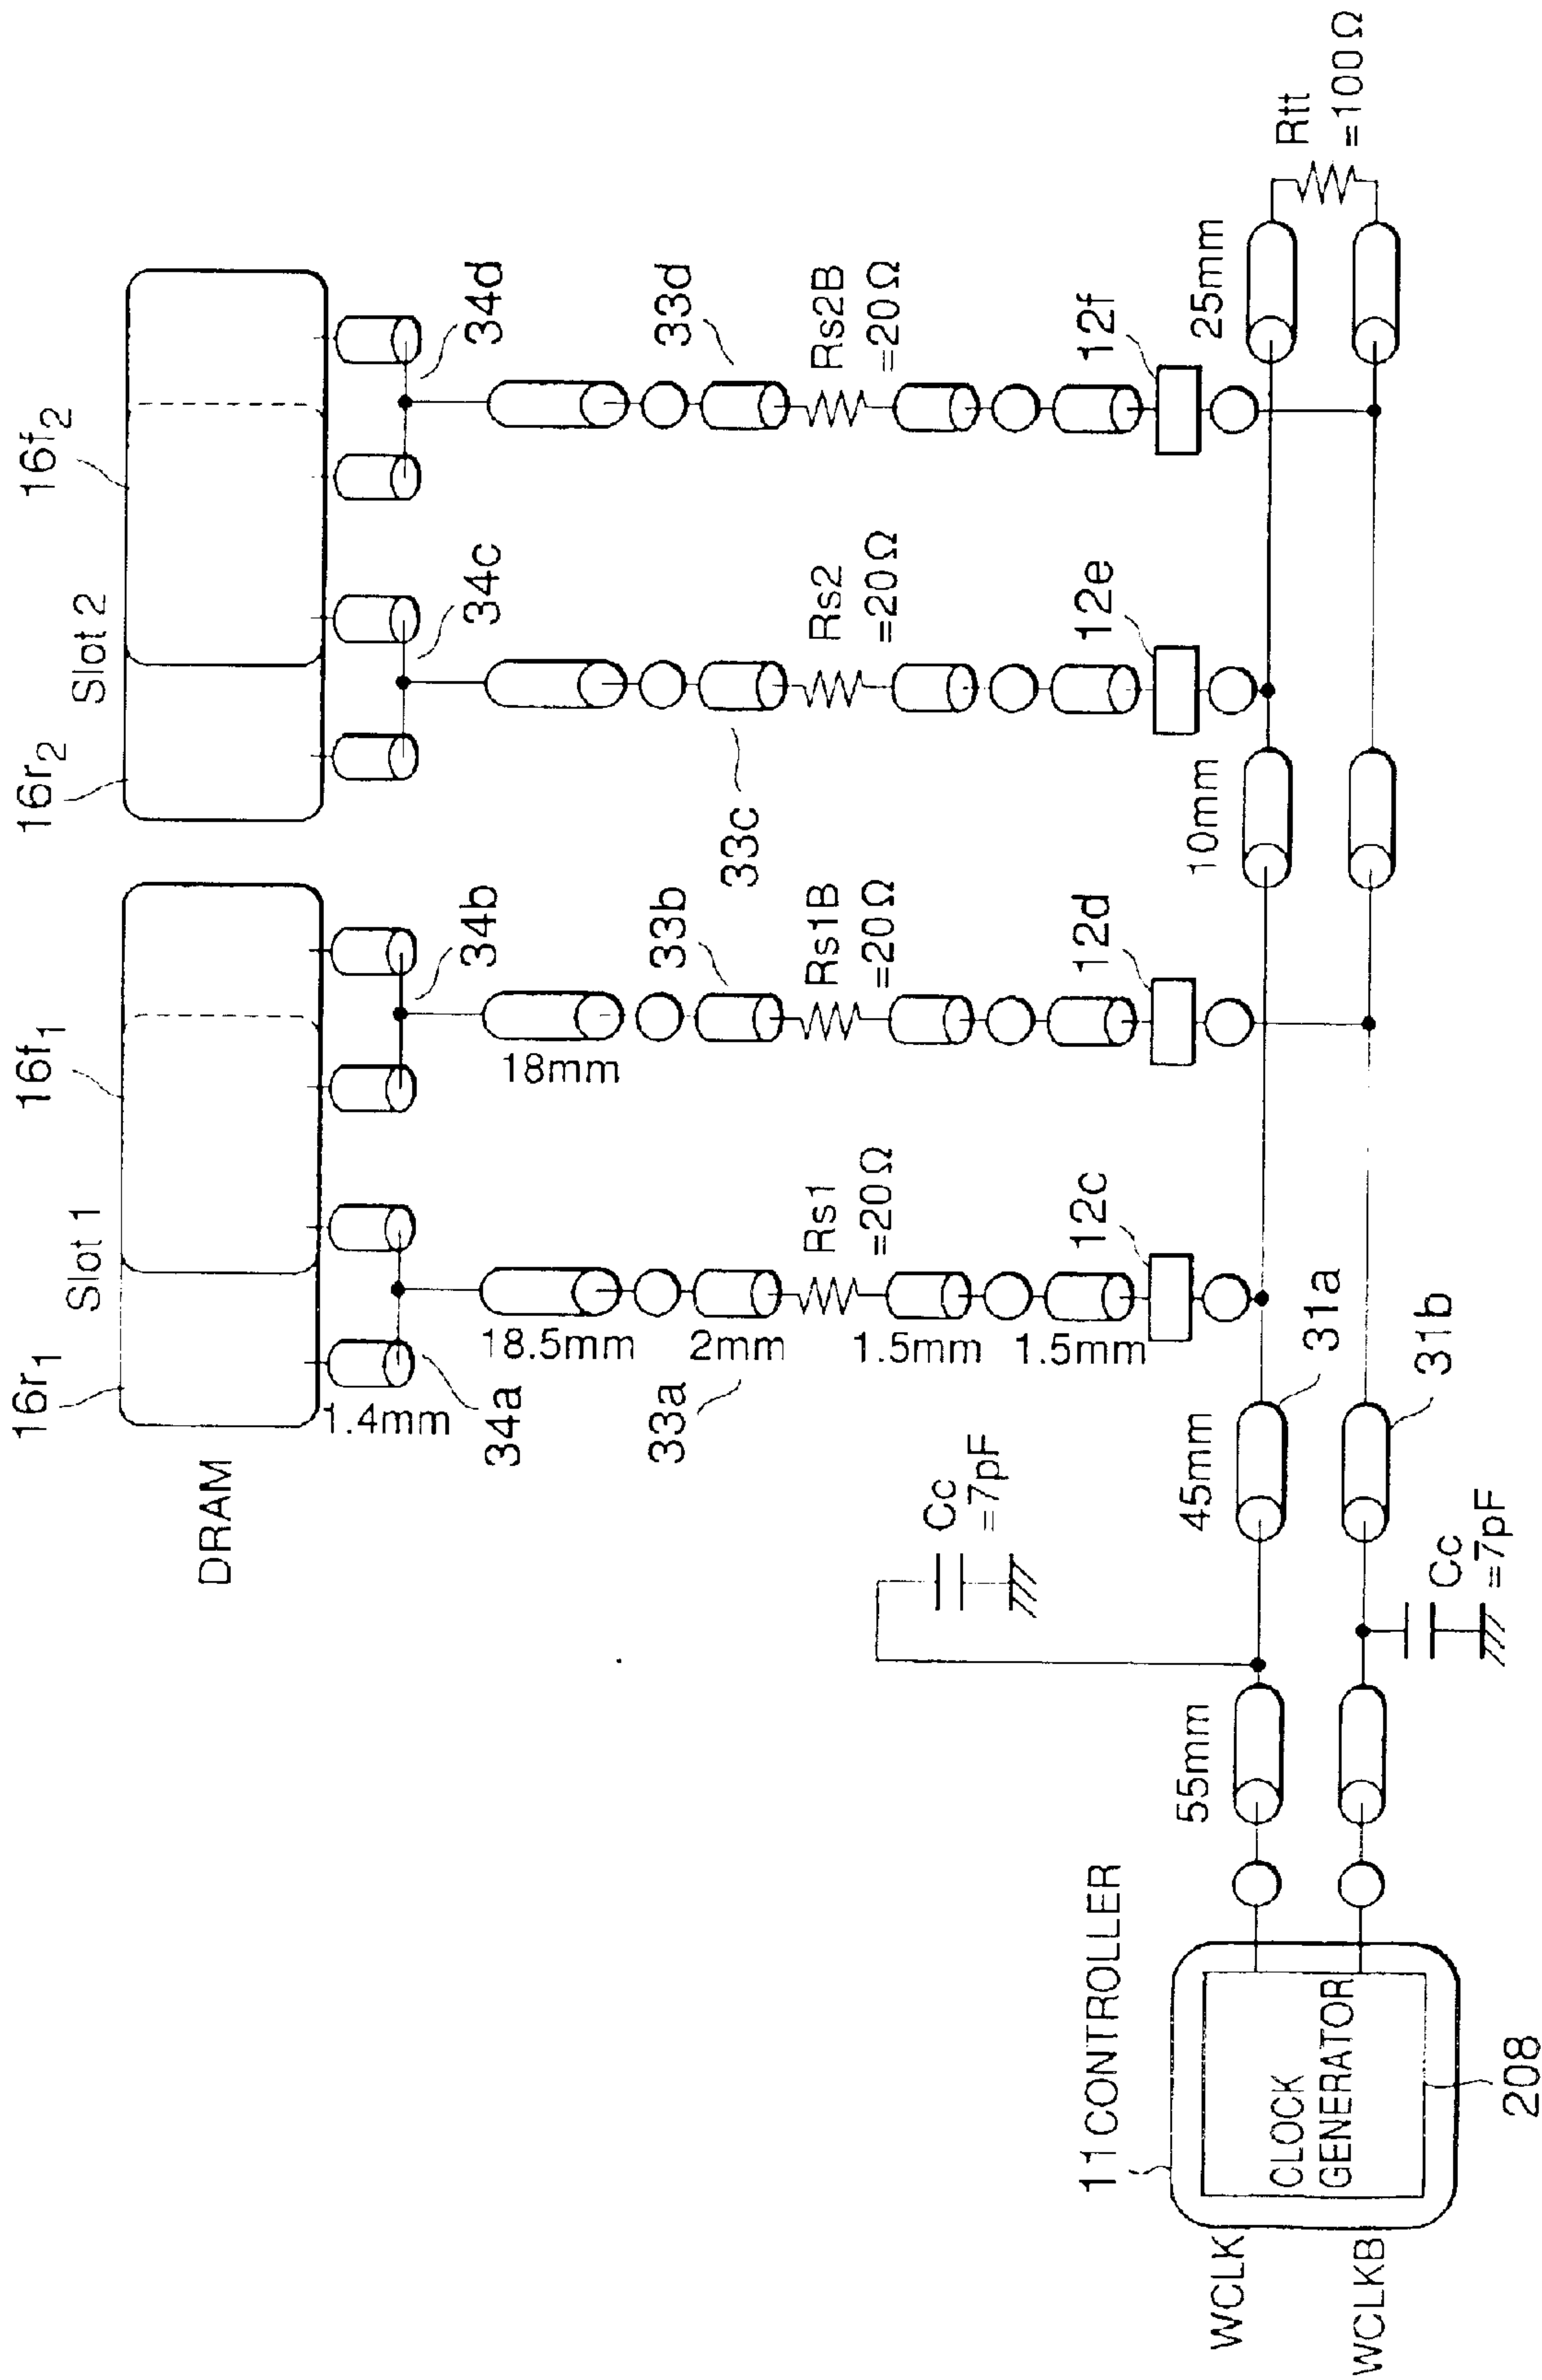 16r1
16f1
16r2
16f2
Slot 1
Slot 2
DRAM
1.4mm
34a
34b
34c
34d
18.5mm
18mm
2mm
33a
33b
33c
33d
Rs1
=20Ω
Rs1B
=20Ω
Rs2
=20Ω
Rs2B
=20Ω
1.5mm
1.5mm
12c
12d
12e
12f
Cc
=7pF
11 CONTROLLER
55mm
45mm
10mm
25mm
Rtt
=100Ω
31a
31b
WCLK
WCLKB
CLOCK
GENERATOR
Cc
=7pF
208